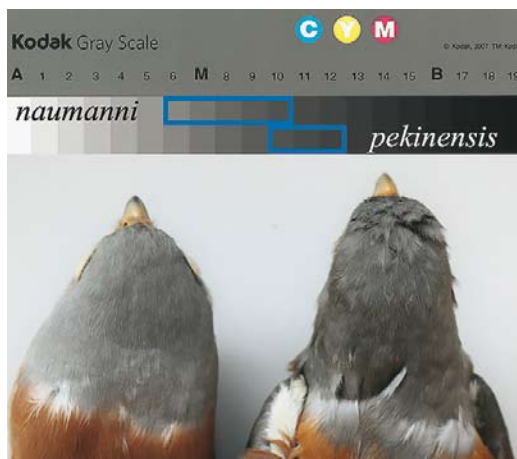 Kodak Gray Scale
C Y M
© Kodak, 2007 TM: Kodak
A 1 2 3 4 5 6 M 8 9 10 11 12 13 14 15 B 17 18 19
naumanni
pekinensis